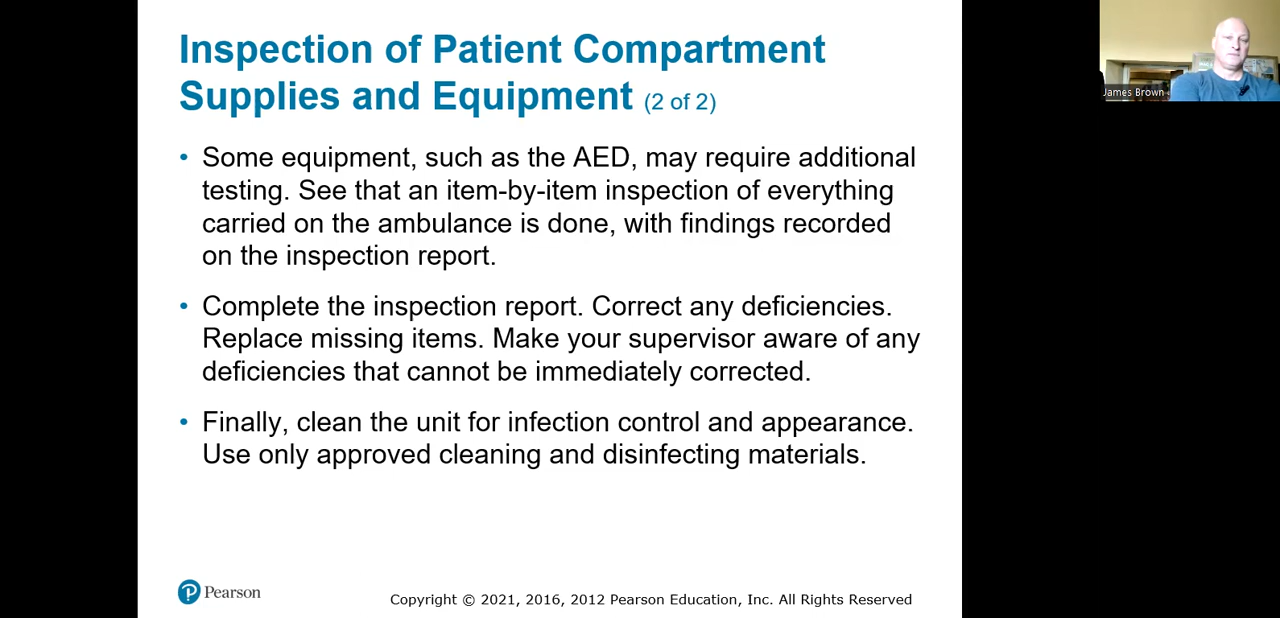 Inspection of Patient Compartment
Supplies and Equipment (2 of 2)
James Brown
• Some equipment, such as the AED, may require additional
testing. See that an item-by-item inspection of everything
carried on the ambulance is done, with findings recorded
on the inspection report.
• Complete the inspection report. Correct any deficiencies.
Replace missing items. Make your supervisor aware of any
deficiencies that cannot be immediately corrected.
• Finally, clean the unit for infection control and appearance.
Use only approved cleaning and disinfecting materials.
P Pearson
Copyright © 2021, 2016, 2012 Pearson Education, Inc. All Rights Reserved